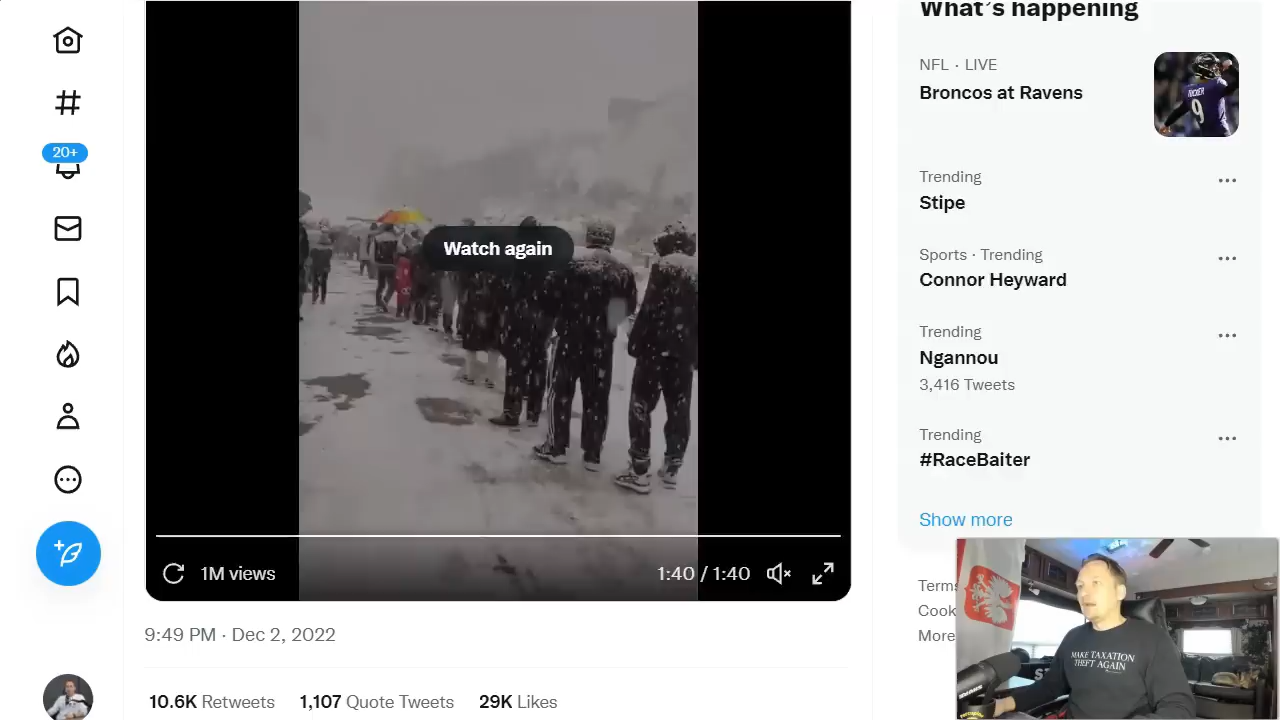 What's happening
NFL · LIVE
Broncos at Ravens
Trending
Stipe
Sports · Trending
Connor Heyward
Trending
Ngannou
3,416 Tweets
Trending
#RaceBaiter
Show more
Terms
Cook
More
20+
Watch again
1M views
1:40 / 1:40
9:49 PM · Dec 2, 2022
10.6K Retweets
1,107 Quote Tweets
29K Likes
MAKE TAXATION
THEFT AGAIN
9